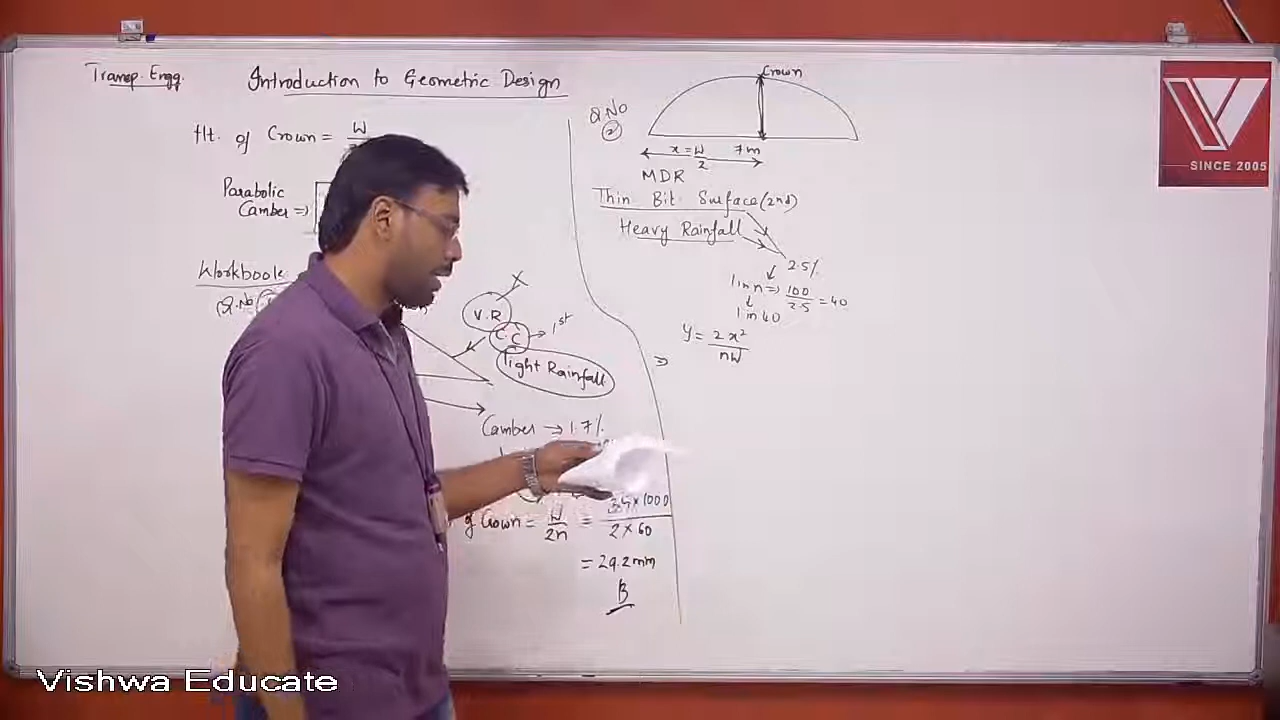 Transp. Engg.
Introduction to Geometric Design
Ht. of Crown = W
Parabolic
Camber ⇒
Workbook
Q.No
V.R
X
C.C → 1st
light Rainfall
Camber → 1.7%
of Crown = W/2n = 3.5×1000 / 2×60
= 29.2mm
B
Q.No
②
Crown
x = W/2 7m
MDR
Thin Bit Surface (2nd)
Heavy Rainfall
2.5%
1 in n ⇒ 100/2.5 = 40
1 in 40
⇒ y = 2x²/nW
V
SINCE 2005
Vishwa Educate